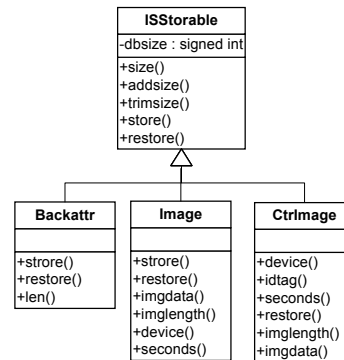 ISStorable
-dbsize : signed int
+size()
+addsize()
+trimsize()
+store()
+restore()
Backattr
+strore()
+restore()
+len()
Image
+strore()
+restore()
+imgdata()
+imglength()
+device()
+seconds()
CtrImage
+device()
+idtag()
+seconds()
+restore()
+imglength()
+imgdata()